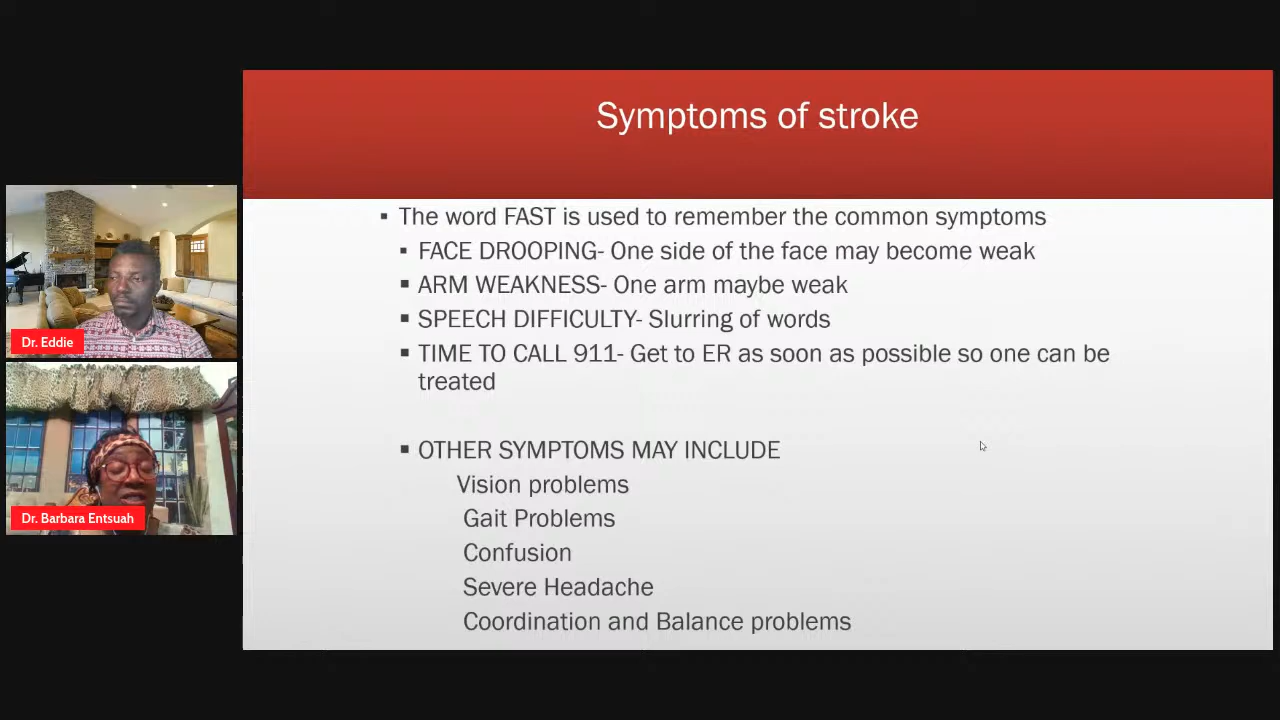 Symptoms of stroke
▪ The word FAST is used to remember the common symptoms
▪ FACE DROOPING- One side of the face may become weak
▪ ARM WEAKNESS- One arm maybe weak
▪ SPEECH DIFFICULTY- Slurring of words
▪ TIME TO CALL 911- Get to ER as soon as possible so one can be
treated
▪ OTHER SYMPTOMS MAY INCLUDE
Vision problems
Gait Problems
Confusion
Severe Headache
Coordination and Balance problems
Dr. Eddie
Dr. Barbara Entsuah